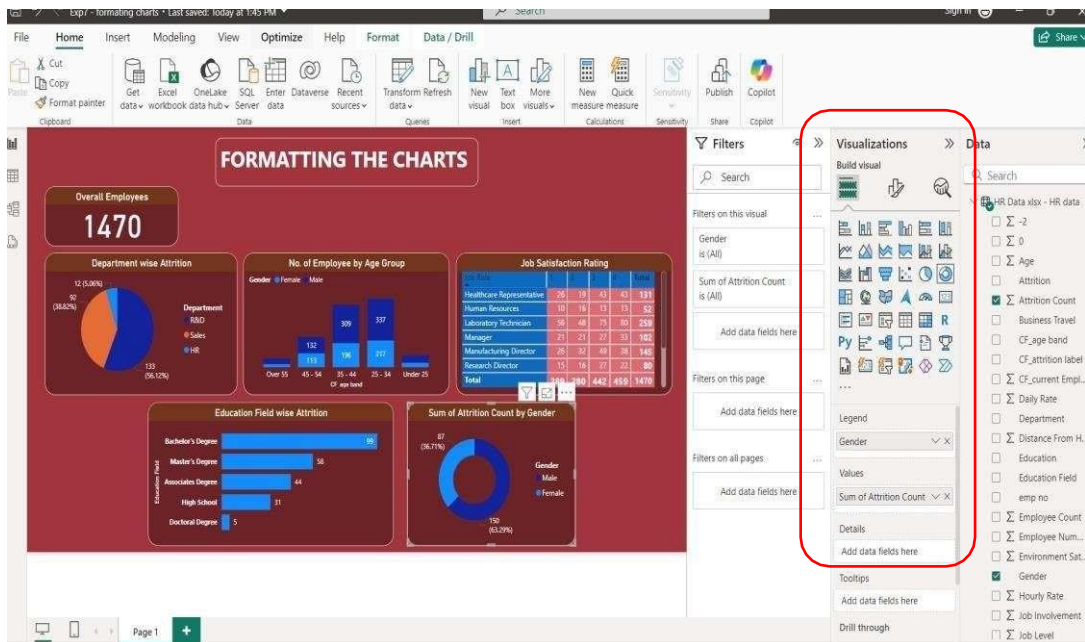 Exp7 - formating charts • Last saved: Today at 1:45 PM
Search
Sign in
File Home Insert Modeling View Optimize Help Format Data / Drill
Share
Paste
Cut
Copy
Format painter
Get data
Excel workbook
OneLake data hub
SQL Server
Enter data
Dataverse
Recent sources
Transform data
Refresh
New visual
Text box
More visuals
New measure
Quick measure
Sensitivity
Publish
Copilot
Clipboard
Data
Queries
Insert
Calculations
Sensitivity
Share
Copilot
FORMATTING THE CHARTS
Overall Employees
1470
Department wise Attrition
12 (5.06%)
92
(38.82%)
133
(56.12%)
Department
R&D
Sales
HR
No. of Employee by Age Group
Gender Female Male
132
113
309
196
337
217
Over 55 45 - 54 35 - 44 25 - 34 Under 25
CF_age band
Job Satisfaction Rating
Healthcare Representative 26 19 43 43 131
Human Resources 10 16 13 13 52
Laboratory Technician 56 48 75 80 259
Manager 21 21 27 33 102
Manufacturing Director 26 32 49 38 145
Research Director 15 16 27 22 80
Total 289 280 442 459 1470
Education Field wise Attrition
Education Field
Bachelor's Degree 99
Master's Degree 58
Associates Degree 44
High School 31
Doctoral Degree 5
Sum of Attrition Count by Gender
87
(36.71%)
150
(63.29%)
Gender
Male
Female
Filters
Search
Filters on this visual ...
Gender
is (All)
Sum of Attrition Count
is (All)
Add data fields here
Filters on this page ...
Add data fields here
Filters on all pages ...
Add data fields here
Visualizations
Build visual
R
Py
...
Legend
Gender
Values
Sum of Attrition Count
Details
Add data fields here
Tooltips
Add data fields here
Drill through
Data
Search
HR Data xlsx - HR data
∑ -2
∑ 0
∑ Age
Attrition
∑ Attrition Count
Business Travel
CF_age band
CF_attrition label
∑ CF_current Empl...
∑ Daily Rate
Department
∑ Distance From H...
Education
Education Field
emp no
∑ Employee Count
∑ Employee Num...
∑ Environment Sat...
Gender
∑ Hourly Rate
∑ Job Involvement
∑ Job Level
Page 1